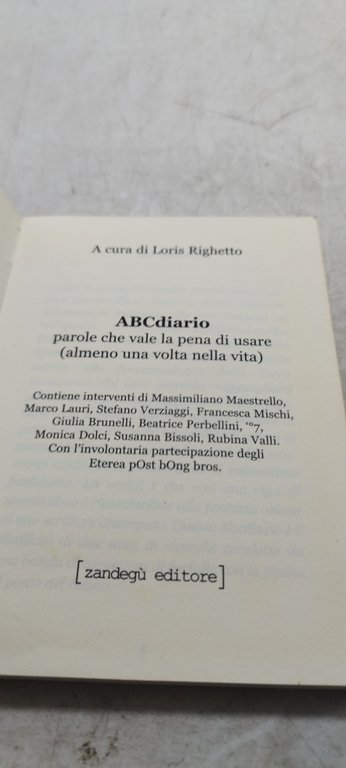 A cura di Loris Righetto
ABCdiario
parole che vale la pena di usare
(almeno una volta nella vita)
Contiene interventi di Massimiliano Maestrello,
Marco Lauri, Stefano Verziaggi, Francesca Mischi,
Giulia Brunelli, Beatrice Perbellini, ‘°7,
Monica Dolci, Susanna Bissoli, Rubina Valli.
Con l'involontaria partecipazione degli
Eterea pOst bOng bros.
[zandegù editore]